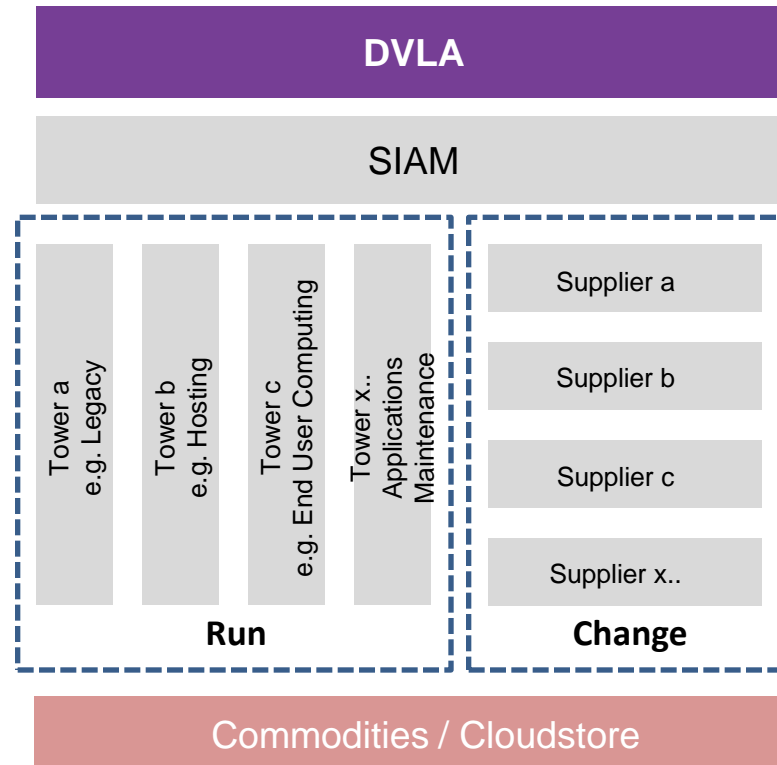 DVLA
SIAM
Tower a
e.g. Legacy
Tower b
e.g. Hosting
Tower c
e.g. End User Computing
Tower x..
Applications
Maintenance
Run
Supplier a
Supplier b
Supplier c
Supplier x..
Change
Commodities / Cloudstore